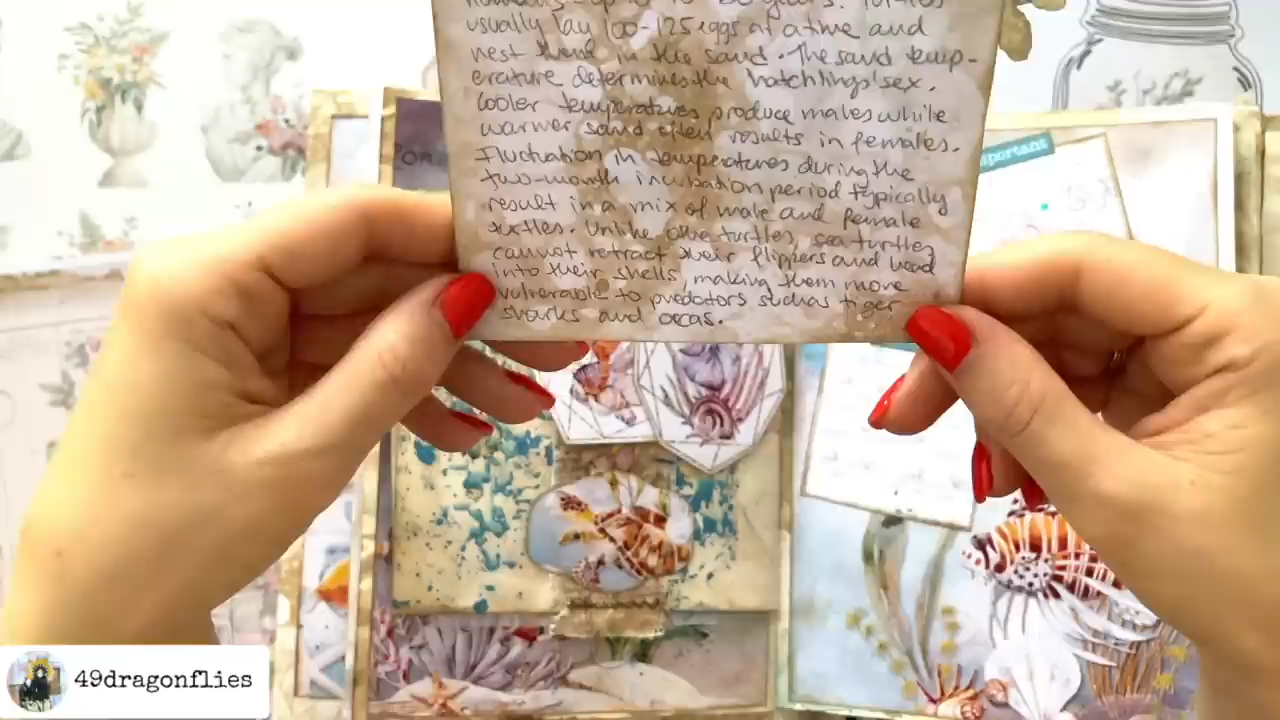 usually lay 100-125 eggs at a time and
nest them in the sand. The sand temp-
erature determines the hatchlings' sex.
Cooler temperatures produce males while
warmer sand often results in females.
Fluctuation in temperatures during the
two-month incubation period typically
result in a mix of male and female
turtles. Unlike other turtles, sea turtles
cannot retract their flippers and head
into their shells, making them more
vulnerable to predators such as tiger
sharks and orcas.
important
49dragonflies